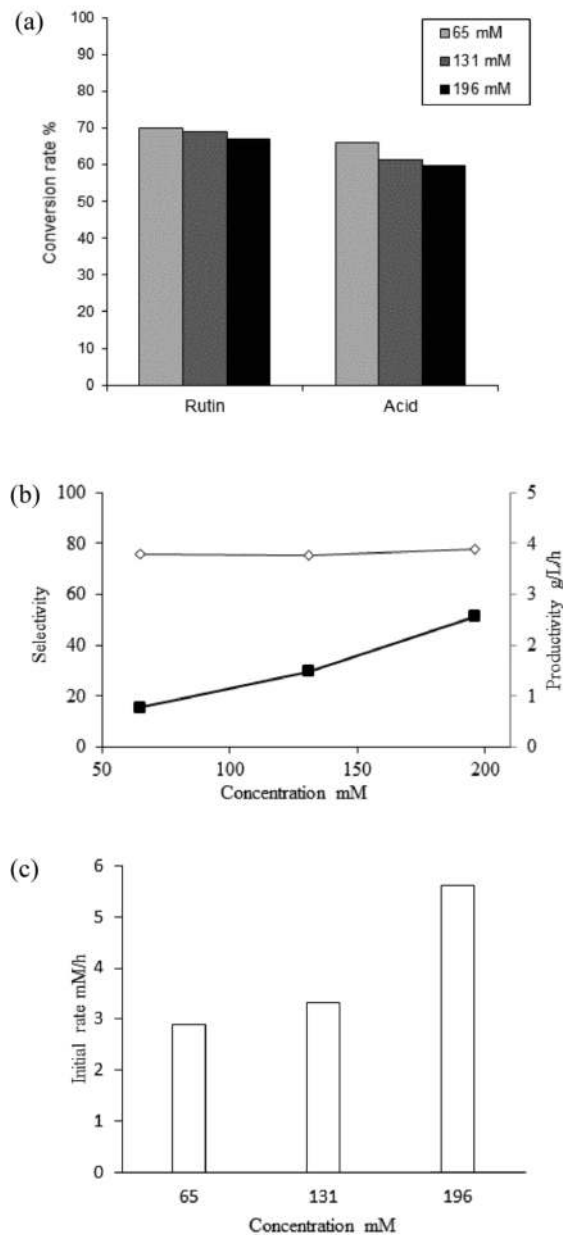 (a)
100
90
80
70
60
50
40
30
20
10
0
Conversion rate %
65 mM
131 mM
196 mM
Rutin Acid
(b)
100
80
60
40
20
0
Selectivity
5
4
3
2
1
0
Productivity g/L/h
50 100 150 200
Concentration mM
(c)
6
5
4
3
2
1
0
Initial rate mM/h
65 131 196
Concentration mM